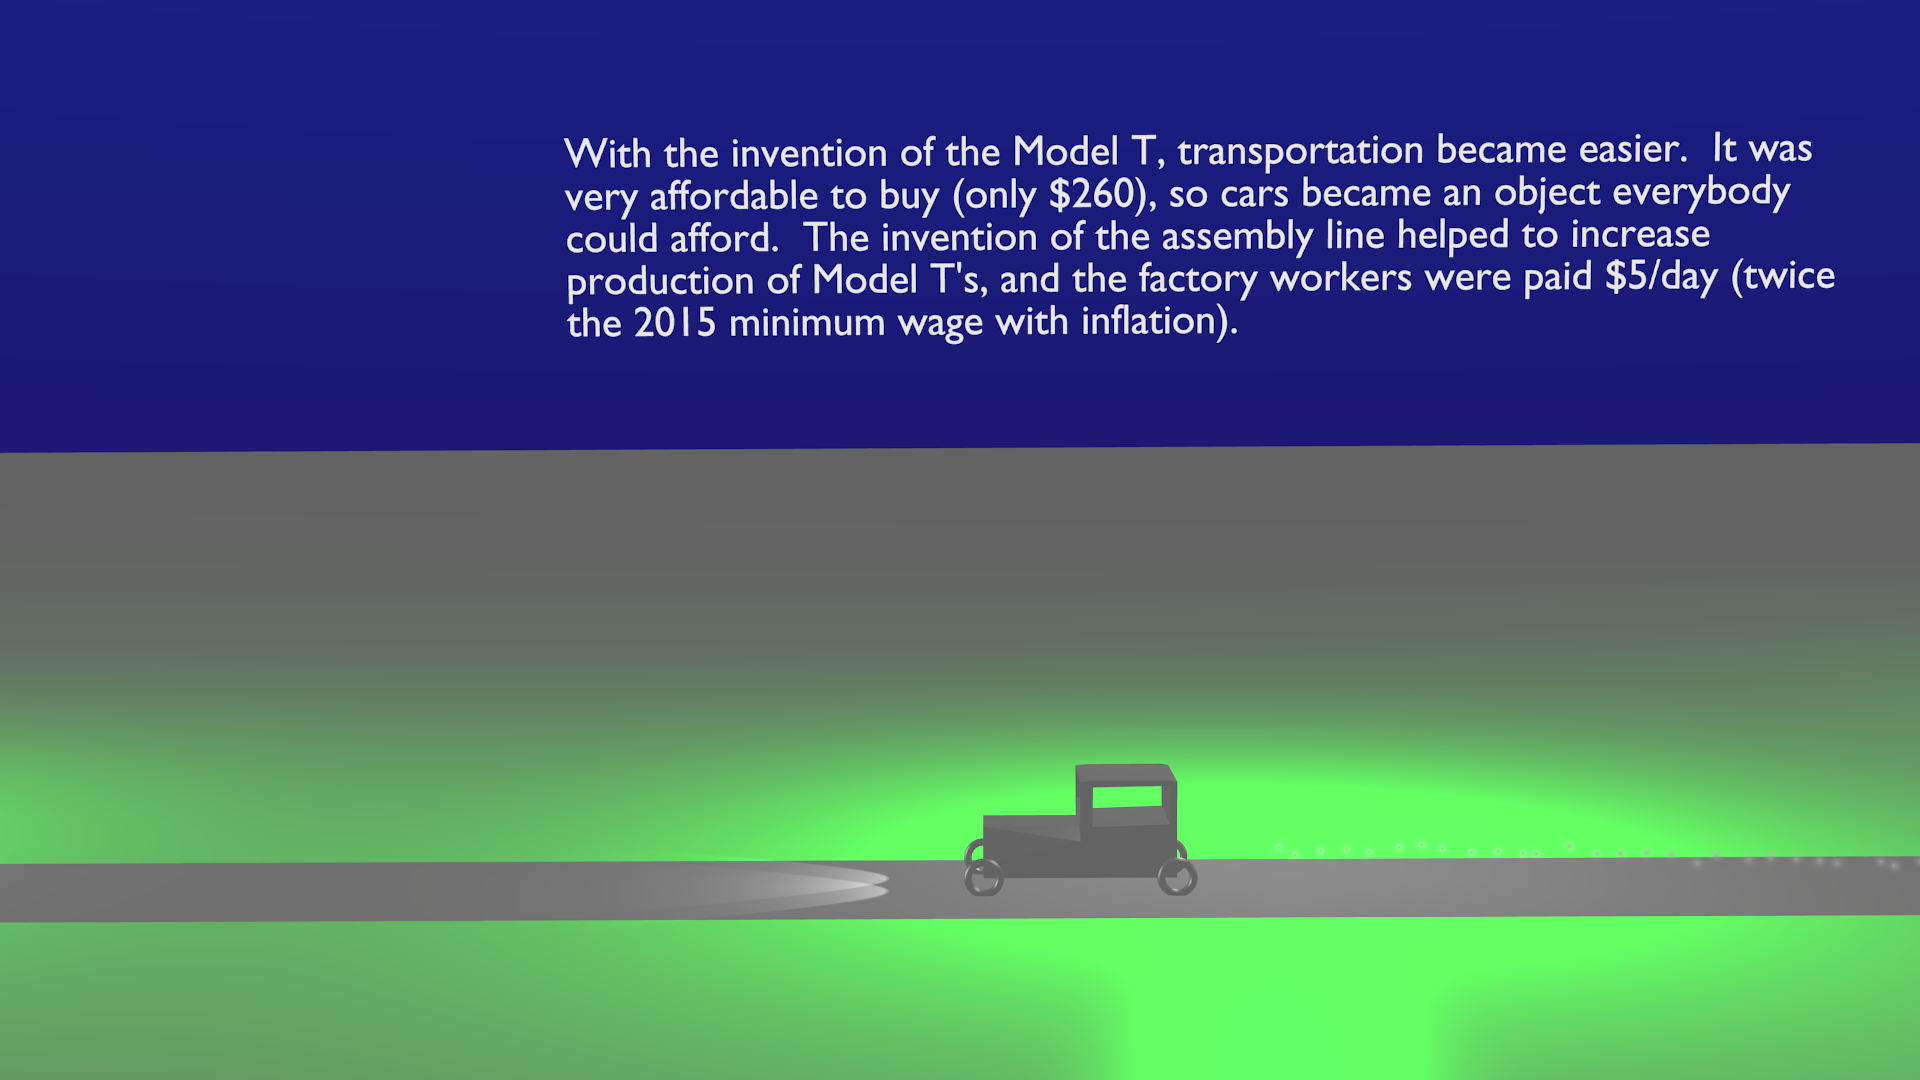 With the invention of the Model T, transportation became easier.  It was
very affordable to buy (only $260), so cars became an object everybody
could afford.  The invention of the assembly line helped to increase
production of Model T's, and the factory workers were paid $5/day (twice
the 2015 minimum wage with inflation).